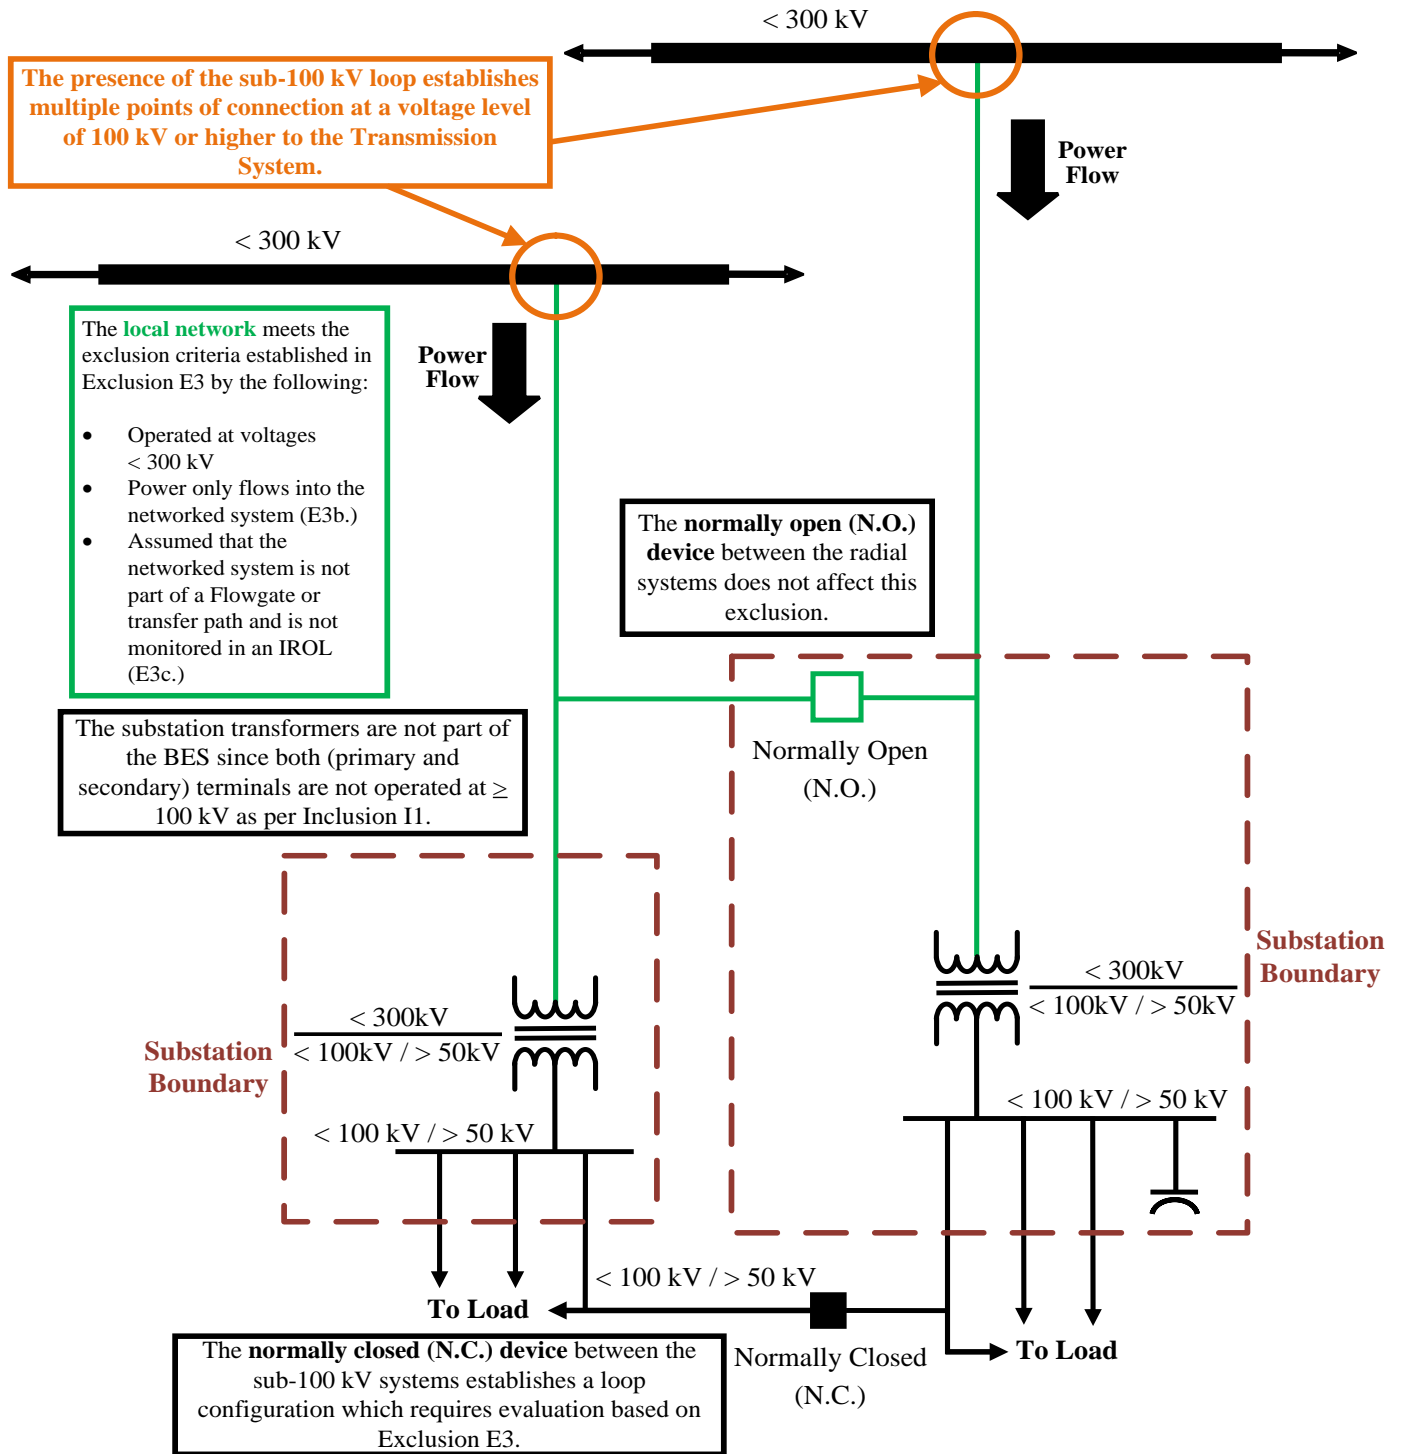 < 300 kV
The presence of the sub-100 kV loop establishes
multiple points of connection at a voltage level
of 100 kV or higher to the Transmission
System.
Power
Flow
< 300 kV
The local network meets the
exclusion criteria established in
Exclusion E3 by the following:
• Operated at voltages
< 300 kV
• Power only flows into the
networked system (E3b.)
• Assumed that the
networked system is not
part of a Flowgate or
transfer path and is not
monitored in an IROL
(E3c.)
Power
Flow
The normally open (N.O.)
device between the radial
systems does not affect this
exclusion.
The substation transformers are not part of
the BES since both (primary and
secondary) terminals are not operated at ≥
100 kV as per Inclusion I1.
Normally Open
(N.O.)
Substation
Boundary
< 300kV
< 100kV / > 50kV
< 300kV
< 100kV / > 50kV
Substation
Boundary
< 100 kV / > 50 kV
< 100 kV / > 50 kV
< 100 kV / > 50 kV
To Load
To Load
Normally Closed
(N.C.)
The normally closed (N.C.) device between the
sub-100 kV systems establishes a loop
configuration which requires evaluation based on
Exclusion E3.